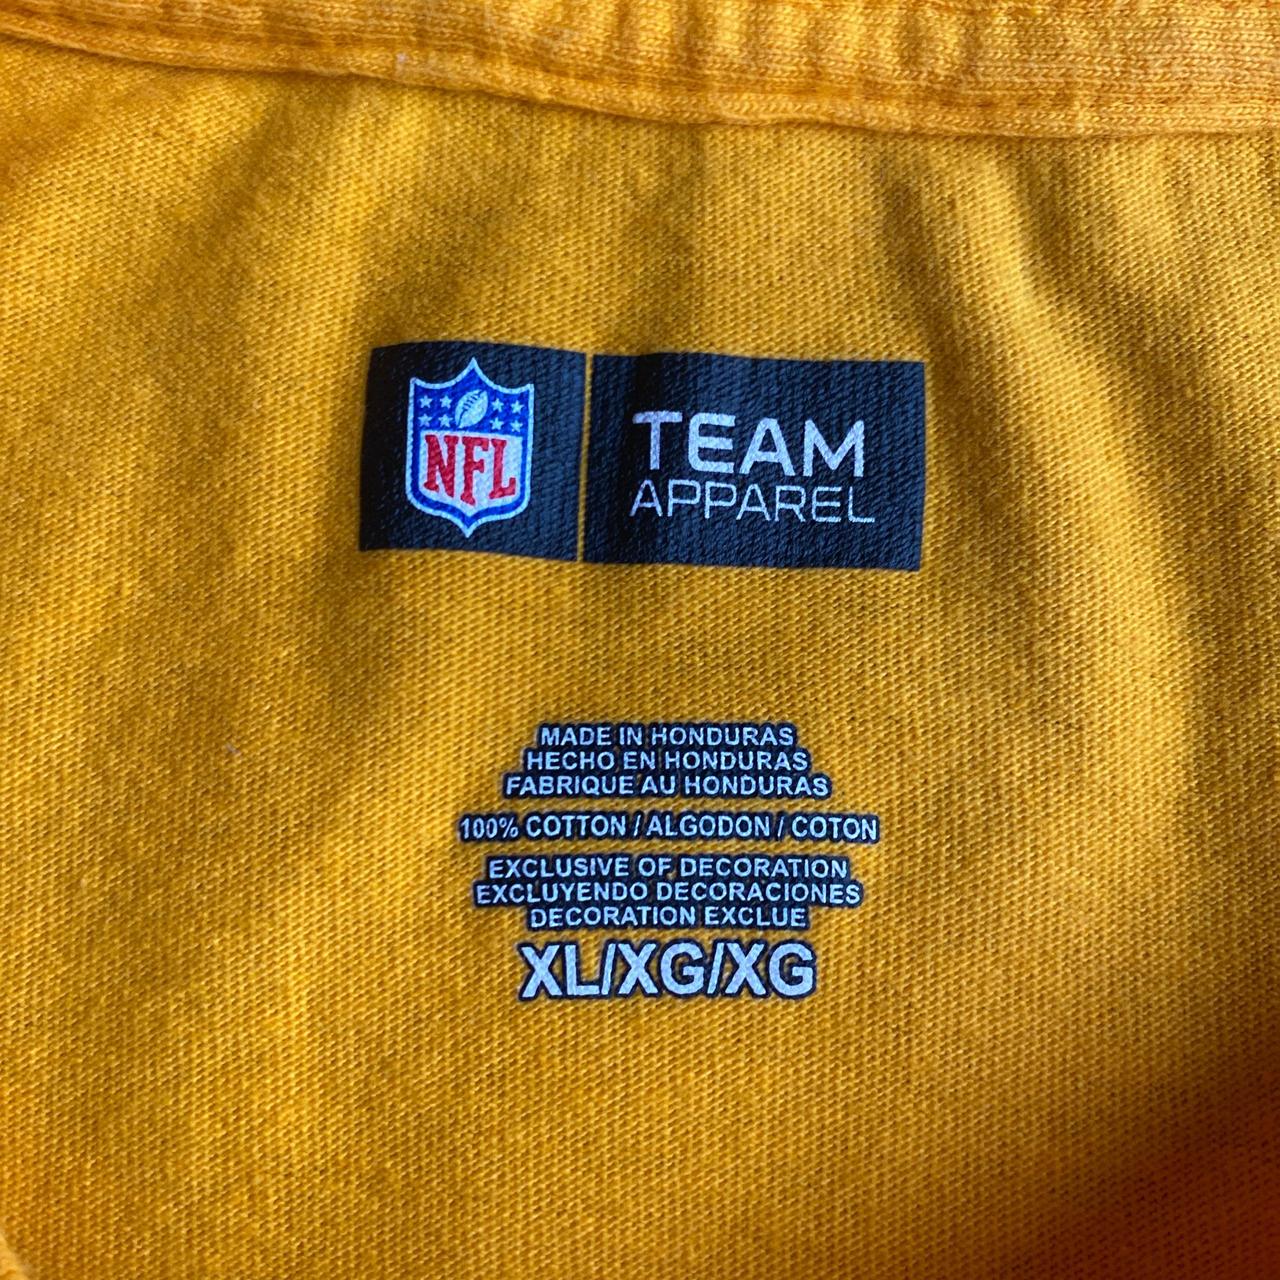 NFL
TEAM
APPAREL
MADE IN HONDURAS
HECHO EN HONDURAS
FABRIQUE AU HONDURAS
100% COTTON / ALGODON / COTON
EXCLUSIVE OF DECORATION
EXCLUYENDO DECORACIONES
DECORATION EXCLUE
XL/XG/XG